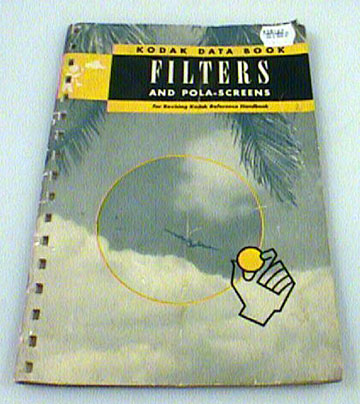 KODAK DATA BOOK
FILTERS
AND POLA-SCREENS
For Revising Kodak Reference Handbook